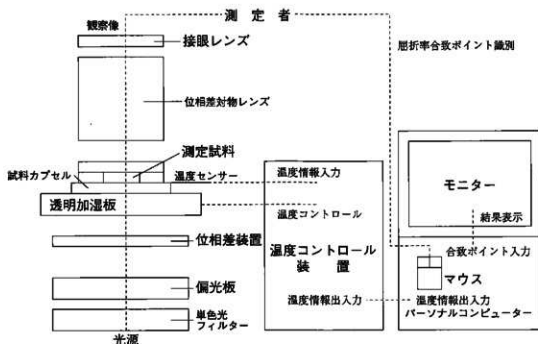 測定者
観察像
接眼レンズ
屈折率合致ポイント識別
位相差対物レンズ
測定試料
試料カプセル
温度センサー
温度情報入力
透明加湿板
温度コントロール
モニター
結果表示
位相差装置
温度コントロール
装置
合致ポイント入力
マウス
偏光板
温度情報出入力
温度情報出入力
パーソナルコンピューター
単色光
フィルター
光源